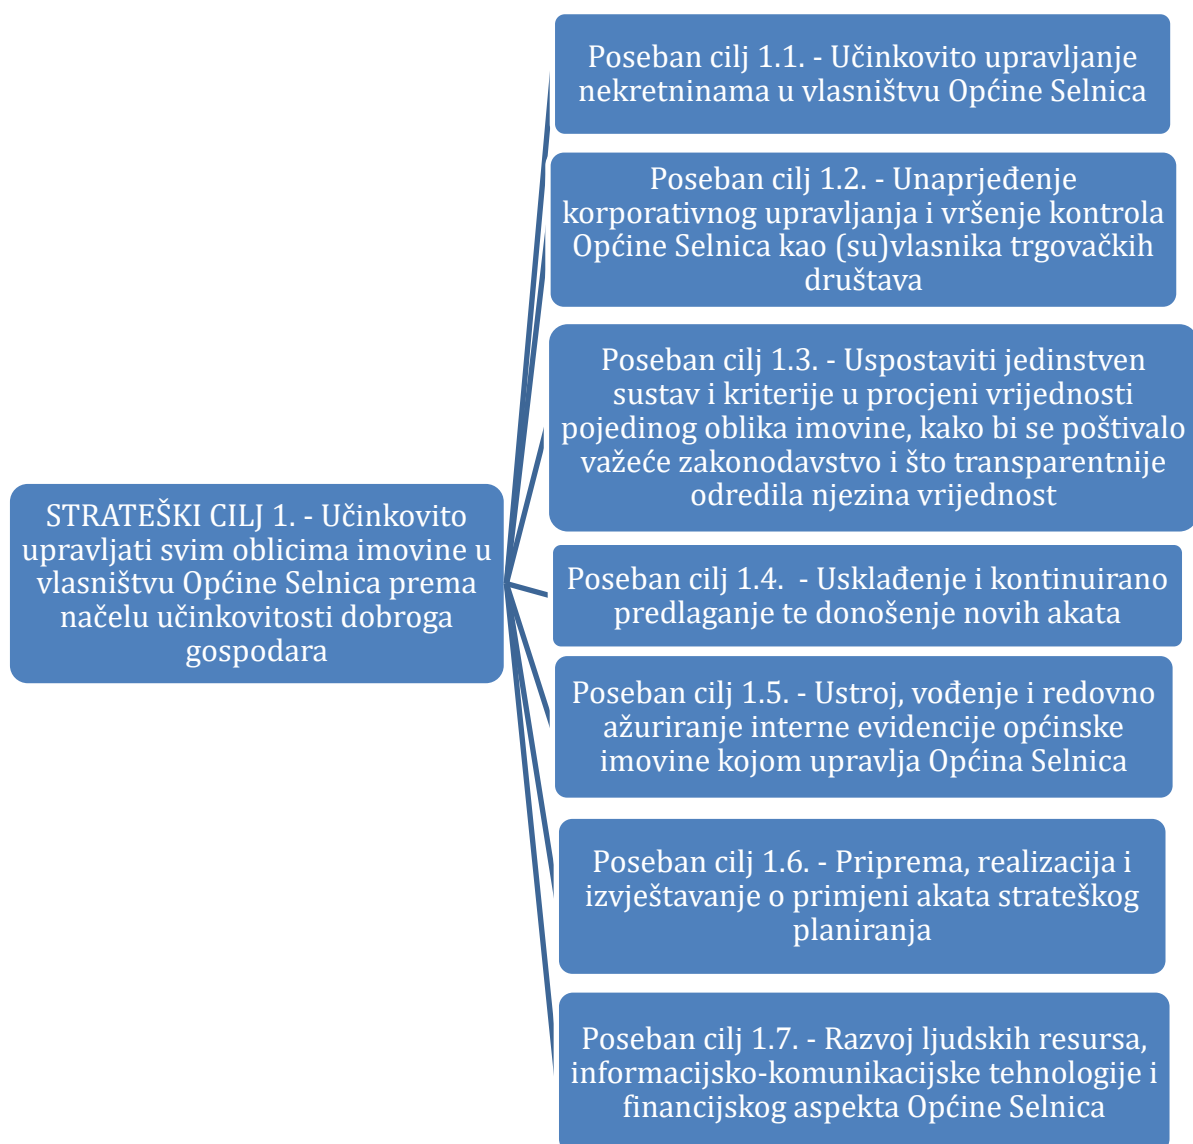 Poseban cilj 1.1. - Učinkovito upravljanje
nekretninama u vlasništvu Općine Selnica
Poseban cilj 1.2. - Unaprjeđenje
korporativnog upravljanja i vršenje kontrola
Općine Selnica kao (su)vlasnika trgovačkih
društava
Poseban cilj 1.3. - Uspostaviti jedinstven
sustav i kriterije u procjeni vrijednosti
pojedinog oblika imovine, kako bi se poštivalo
važeće zakonodavstvo i što transparentnije
odredila njezina vrijednost
STRATEŠKI CILJ 1. - Učinkovito
upravljati svim oblicima imovine u
vlasništvu Općine Selnica prema
načelu učinkovitosti dobroga
gospodara
Poseban cilj 1.4.  - Usklađenje i kontinuirano
predlaganje te donošenje novih akata
Poseban cilj 1.5. - Ustroj, vođenje i redovno
ažuriranje interne evidencije općinske
imovine kojom upravlja Općina Selnica
Poseban cilj 1.6. - Priprema, realizacija i
izvještavanje o primjeni akata strateškog
planiranja
Poseban cilj 1.7. - Razvoj ljudskih resursa,
informacijsko-komunikacijske tehnologije i
financijskog aspekta Općine Selnica